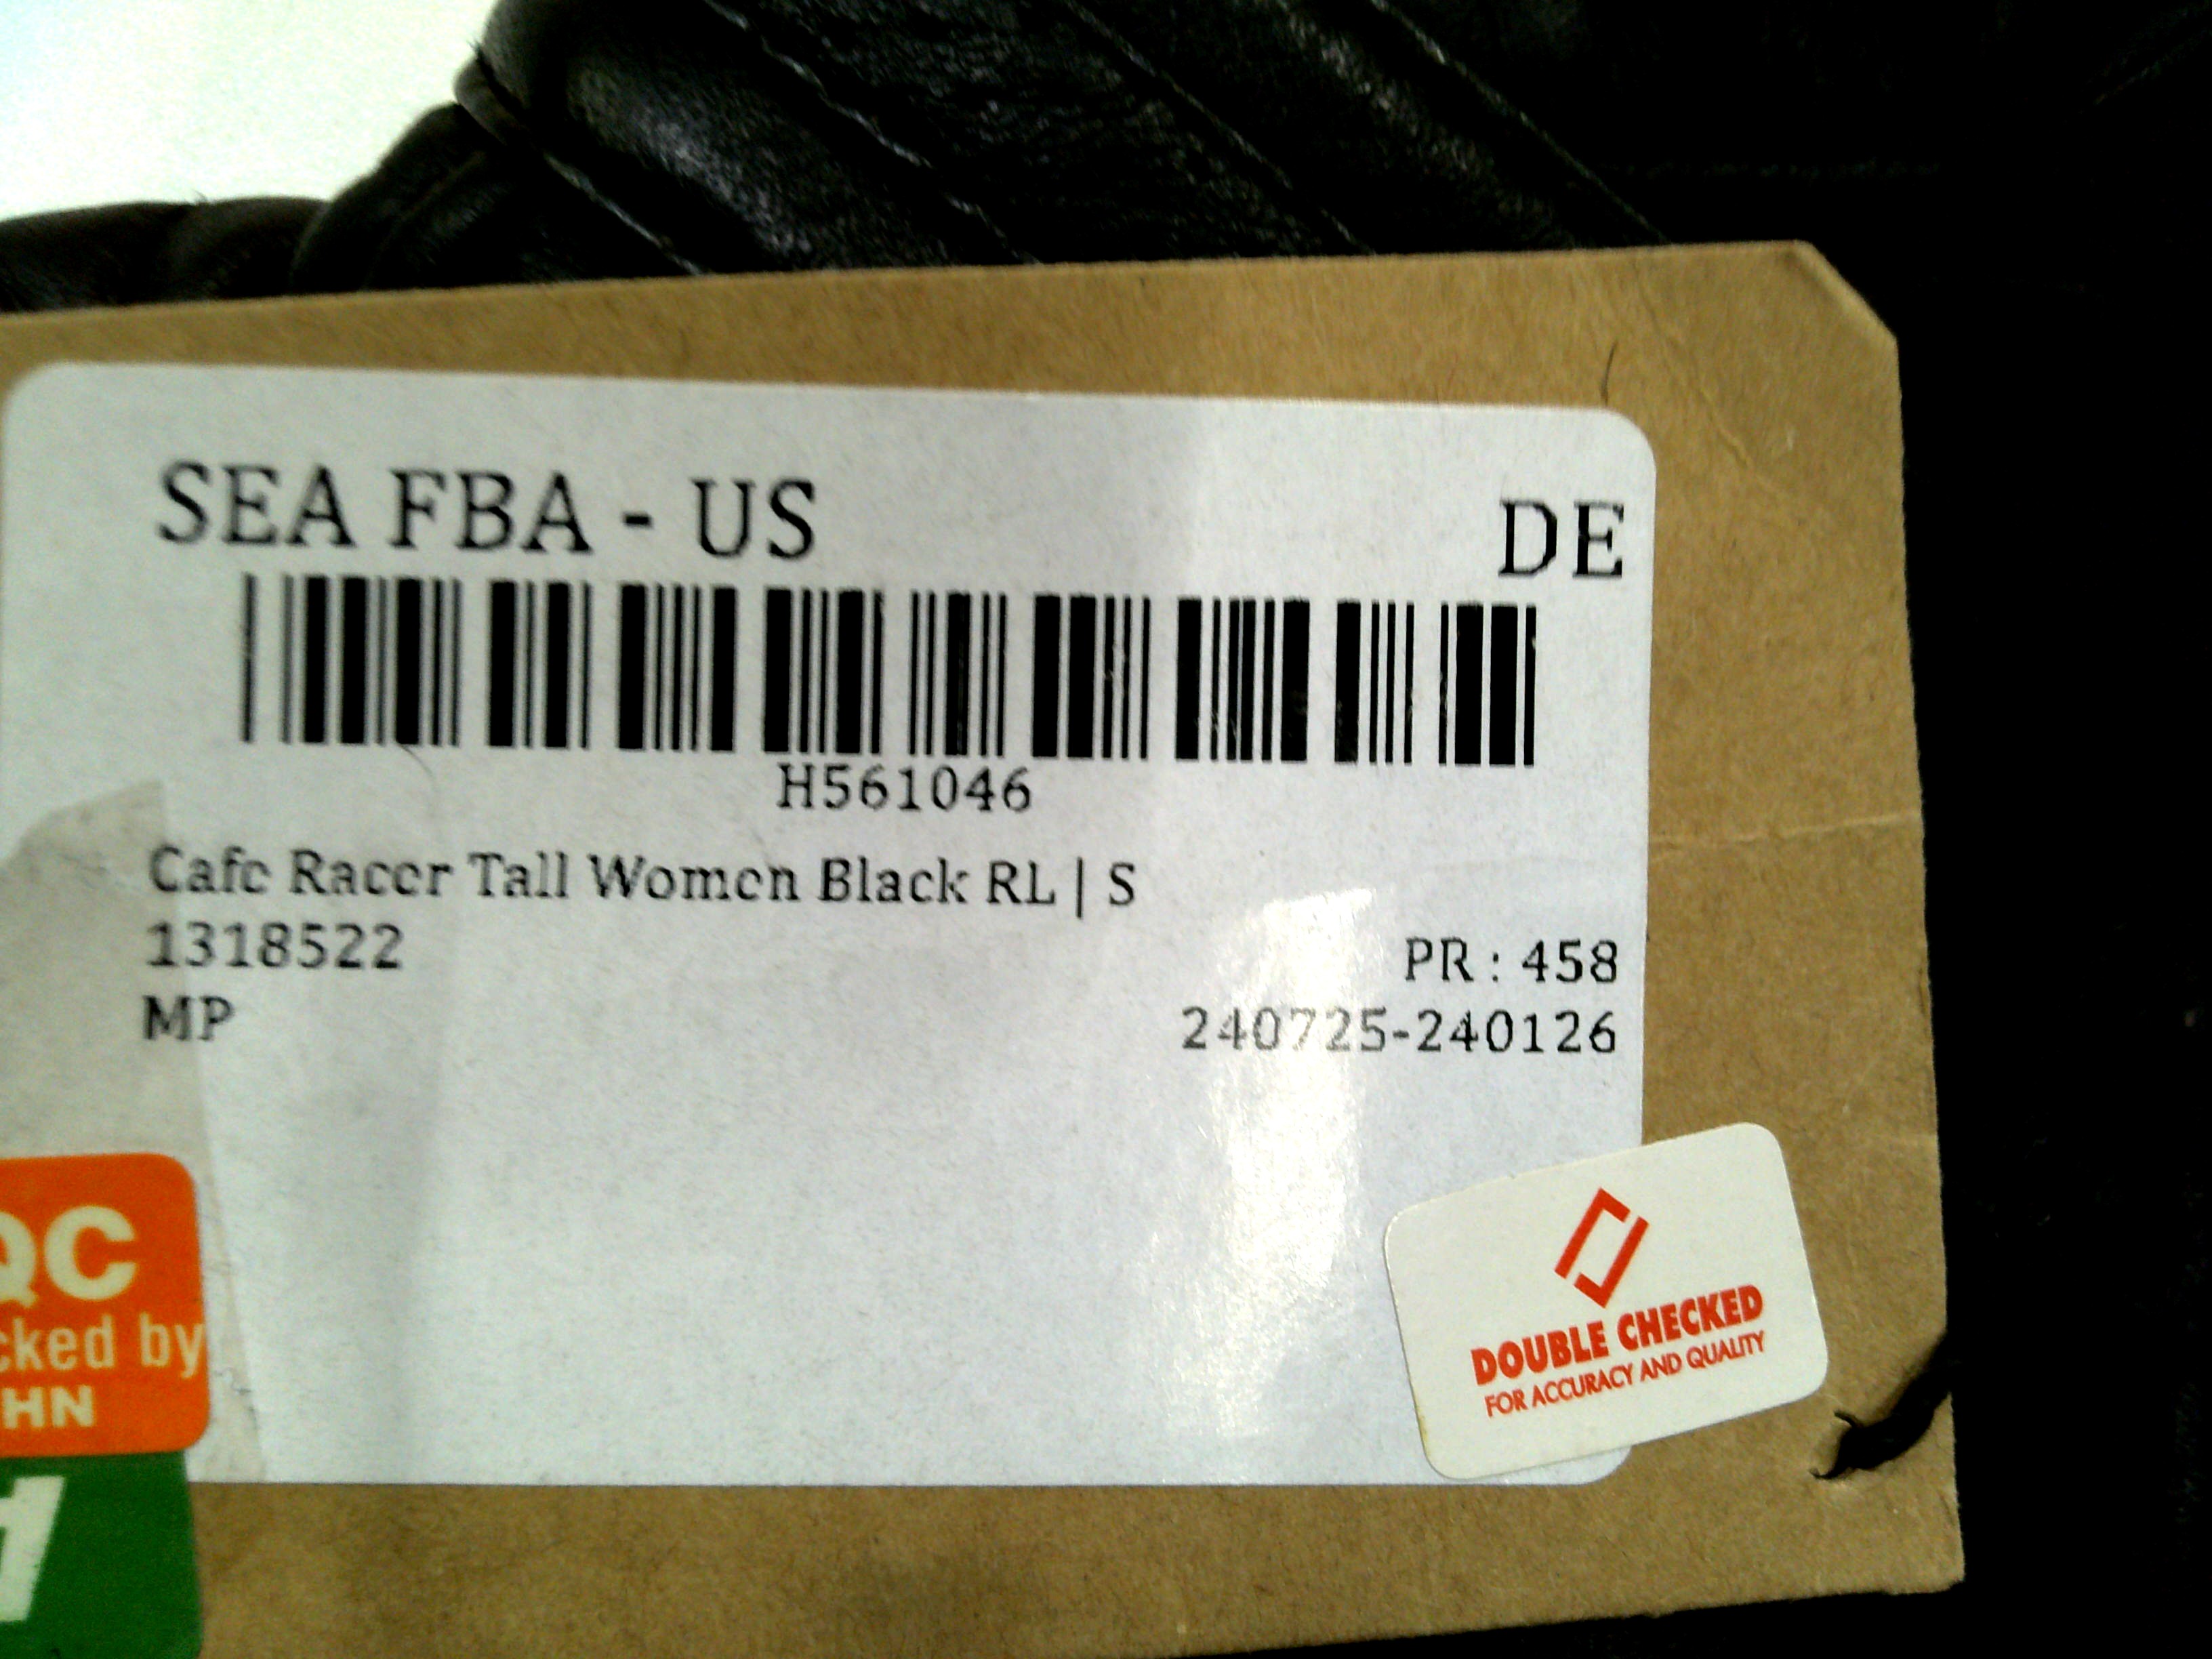 SEA FBA - US
DE
H561046
Cafe Racer Tall Women Black RL | S
1318522
PR : 458
MP
240725-240126
QC
cked by
HN
H
DOUBLE CHECKED
FOR ACCURACY AND QUALITY